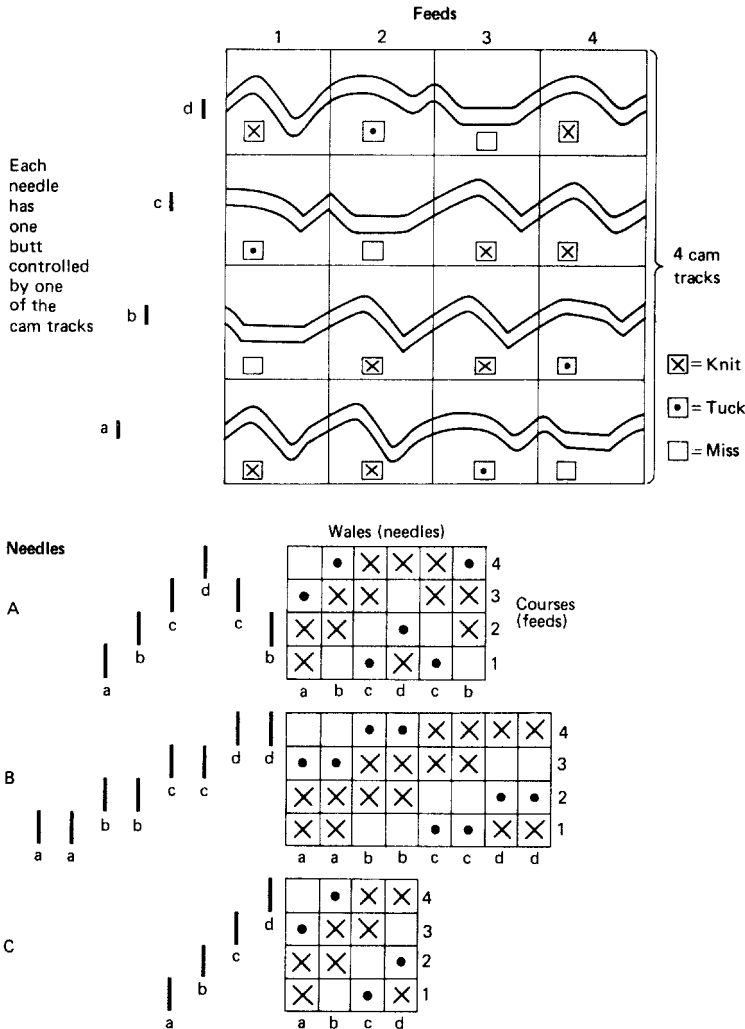 Feeds
1 2 3 4
d
Each
needle
has
one
butt
controlled
by one
of the
cam tracks
c
b
a
4 cam
tracks
= Knit
= Tuck
= Miss
Needles
Wales (needles)
A
a b c d c b
4
3
2
1
Courses
(feeds)
a b c d c b
B
a a b b c c d d
4
3
2
1
a a b b c c d d
C
a b c d
4
3
2
1
a b c d